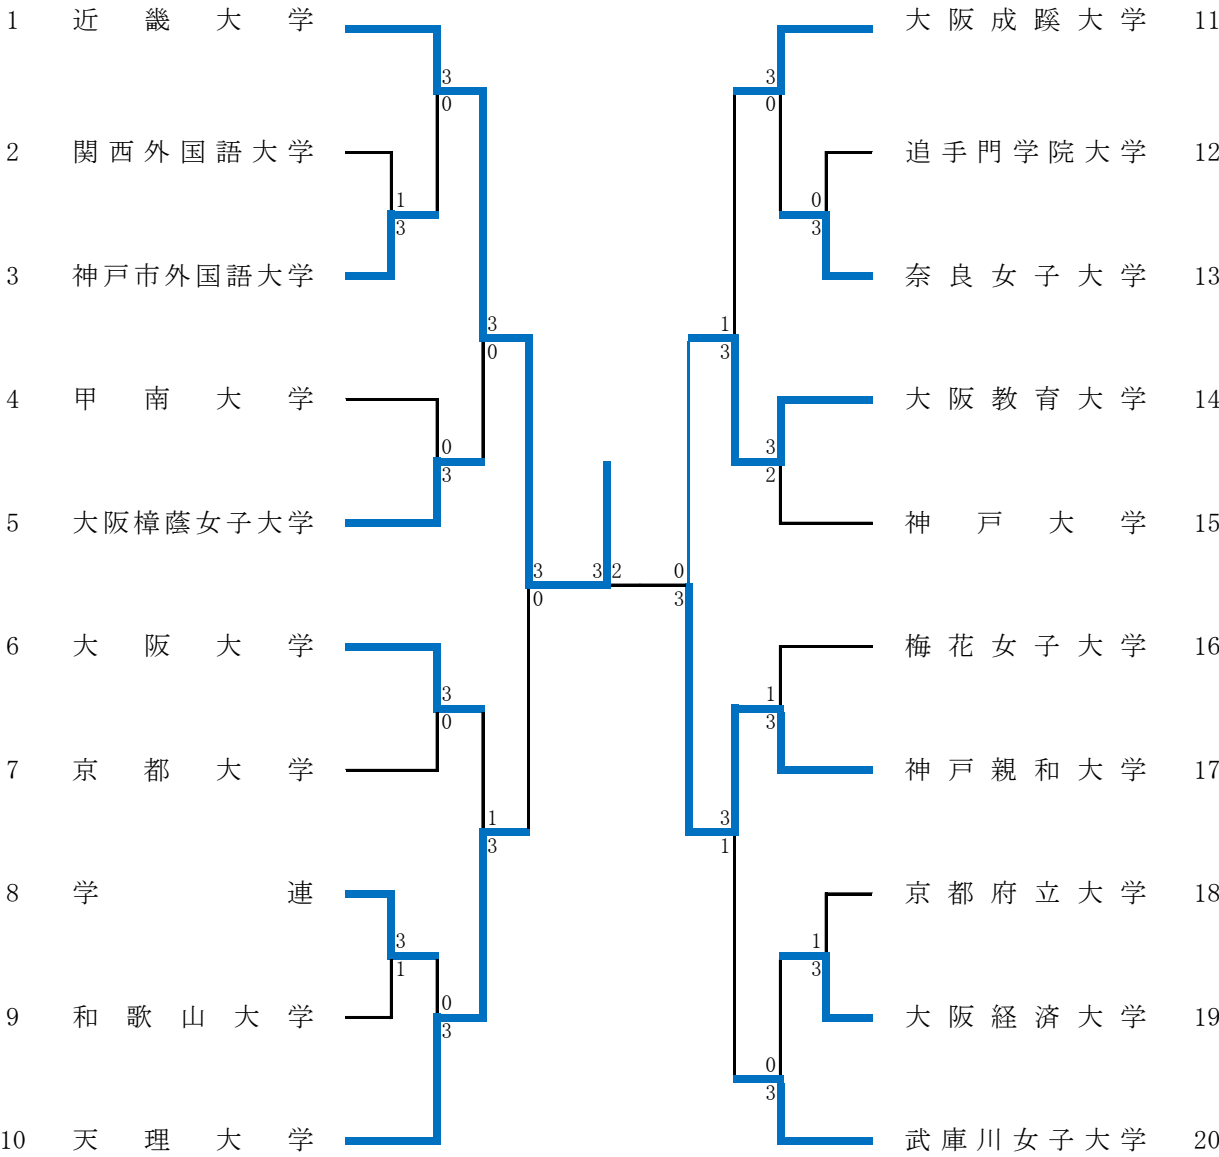 1 近畿大学
大阪成蹊大学 11
3
0
3
0
2 関西外国語大学
追手門学院大学 12
1
3
0
3
3 神戸市外国語大学
奈良女子大学 13
3
0
1
3
4 甲南大学
大阪教育大学 14
0
3
3
2
5 大阪樟蔭女子大学
神戸大学 15
3 3 2 0
0 3
6 大阪大学
梅花女子大学 16
3
0
1
3
7 京都大学
神戸親和大学 17
1
3
3
1
8 学連
京都府立大学 18
3
1
1
3
9 和歌山大学
大阪経済大学 19
0
3
0
3
10 天理大学
武庫川女子大学 20